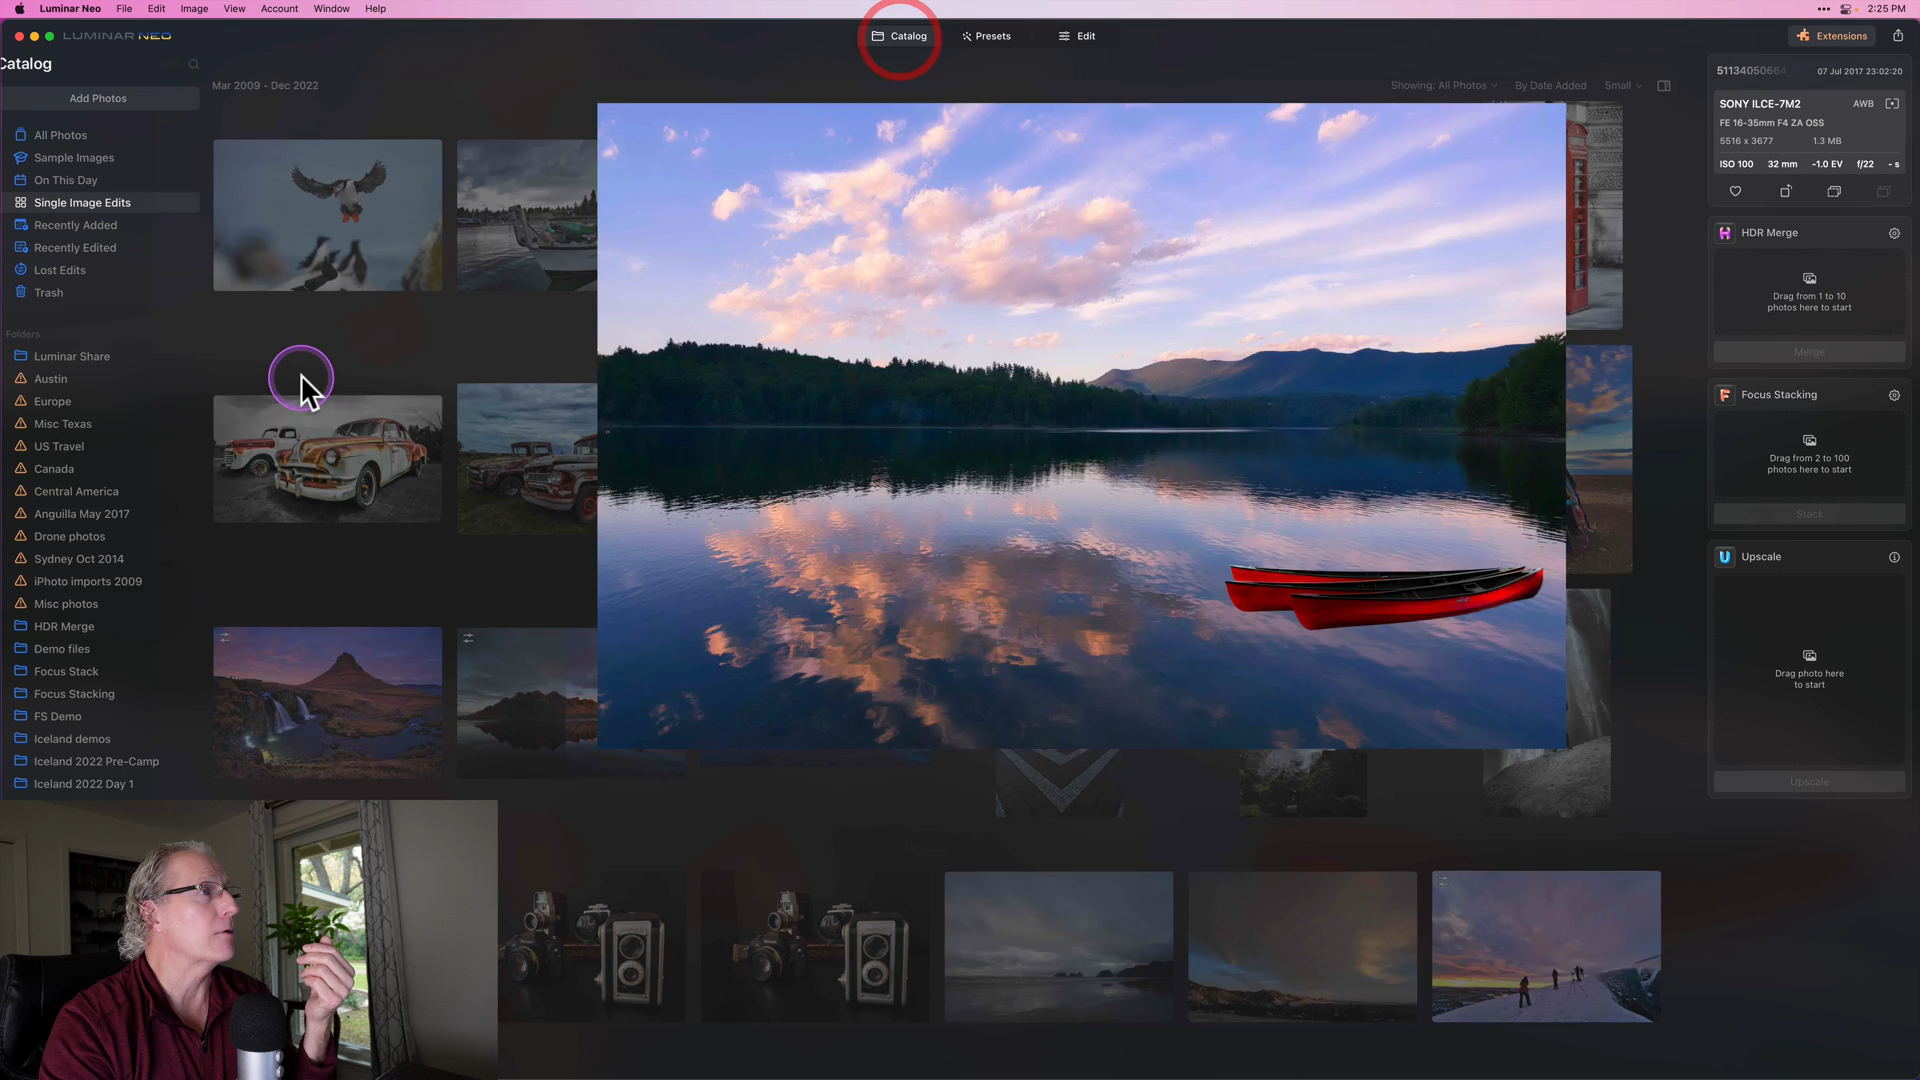 Luminar Neo File Edit Image View Account Window Help
2:25 PM
LUMINAR NEO
Catalog
Presets
Edit
Extensions
Catalog
Add Photos
All Photos
Sample Images
On This Day
Single Image Edits
Recently Added
Recently Edited
Lost Edits
Trash
Folders
Luminar Share
Austin
Europe
Misc Texas
US Travel
Canada
Central America
Anguilla May 2017
Drone photos
Sydney Oct 2014
iPhoto imports 2009
Misc photos
HDR Merge
Demo files
Focus Stack
Focus Stacking
FS Demo
Iceland demos
Iceland 2022 Pre-Camp
Iceland 2022 Day 1
Mar 2009 - Dec 2022
Showing: All Photos
By Date Added
Small
51134050664
07 Jul 2017 23:02:20
SONY ILCE-7M2
AWB
FE 16-35mm F4 ZA OSS
5516 x 3677 1.3 MB
ISO 100 32 mm -1.0 EV f/22 - s
HDR Merge
Drag from 1 to 10
photos here to start
Merge
Focus Stacking
Drag from 2 to 100
photos here to start
Stack
Upscale
Drag photo here
to start
Upscale